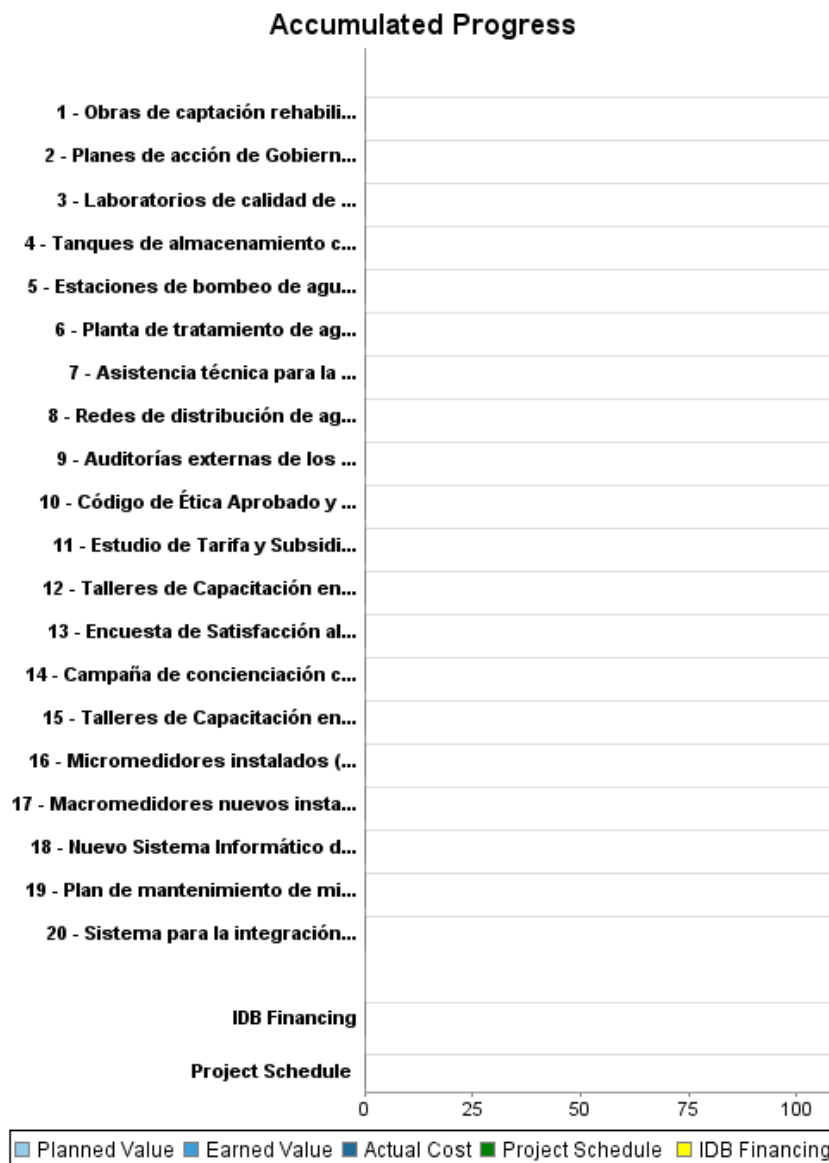 Accumulated Progress
1 - Obras de captación rehabili...
2 - Planes de acción de Gobiern...
3 - Laboratorios de calidad de ...
4 - Tanques de almacenamiento c...
5 - Estaciones de bombeo de agu...
6 - Planta de tratamiento de ag...
7 - Asistencia técnica para la ...
8 - Redes de distribución de ag...
9 - Auditorías externas de los ...
10 - Código de Ética Aprobado y ...
11 - Estudio de Tarifa y Subsidi...
12 - Talleres de Capacitación en...
13 - Encuesta de Satisfacción al...
14 - Campaña de concienciación c...
15 - Talleres de Capacitación en...
16 - Micromedidores instalados (...
17 - Macromedidores nuevos insta...
18 - Nuevo Sistema Informático d...
19 - Plan de mantenimiento de mi...
20 - Sistema para la integración...
IDB Financing
Project Schedule
0 25 50 75 100
Planned Value Earned Value Actual Cost Project Schedule IDB Financing